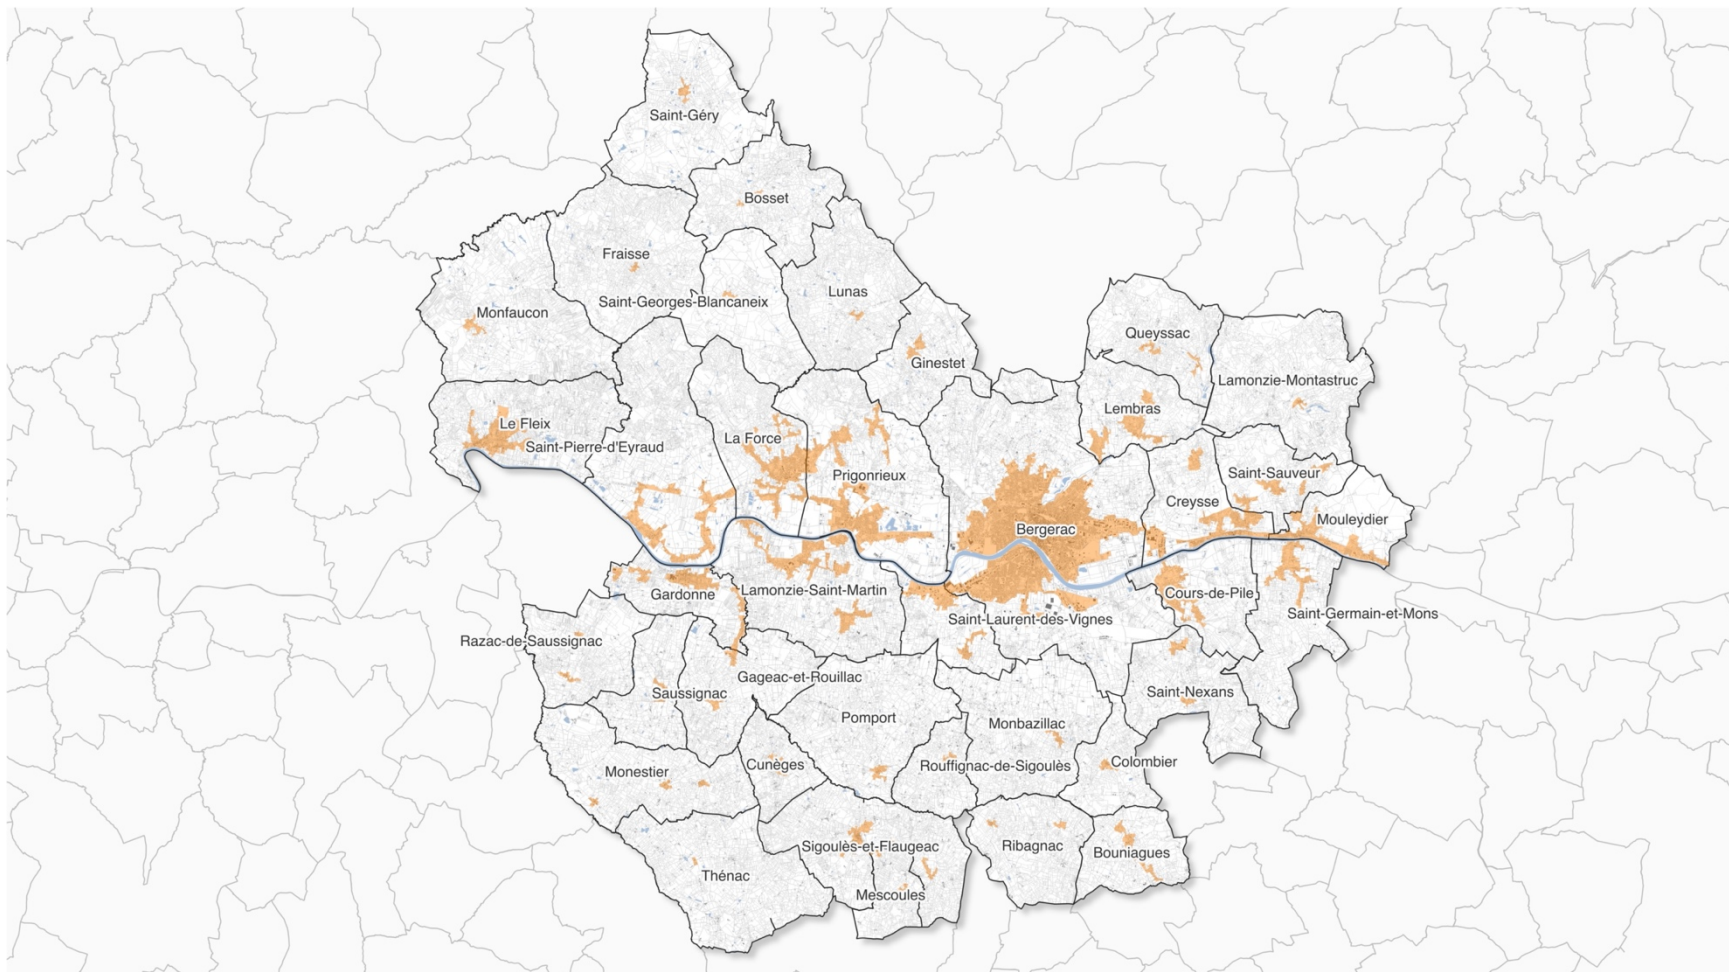 Saint-Géry
Bosset
Fraisse
Saint-Georges-Blancaneix
Lunas
Monfaucon
Ginestet
Queyssac
Lamonzie-Montastruc
Le Fleix
Saint-Pierre-d'Eyraud
La Force
Lembras
Prigonrieux
Saint-Sauveur
Creysse
Mouleydier
Bergerac
Gardonne
Lamonzie-Saint-Martin
Cours-de-Pile
Saint-Laurent-des-Vignes
Saint-Germain-et-Mons
Razac-de-Saussignac
Gageac-et-Rouillac
Saussignac
Saint-Nexans
Pomport
Monbazillac
Monestier
Cunèges
Rouffignac-de-Sigoulès
Colombier
Sigoulès-et-Flaugeac
Ribagnac
Bouniagues
Thénac
Mescoules